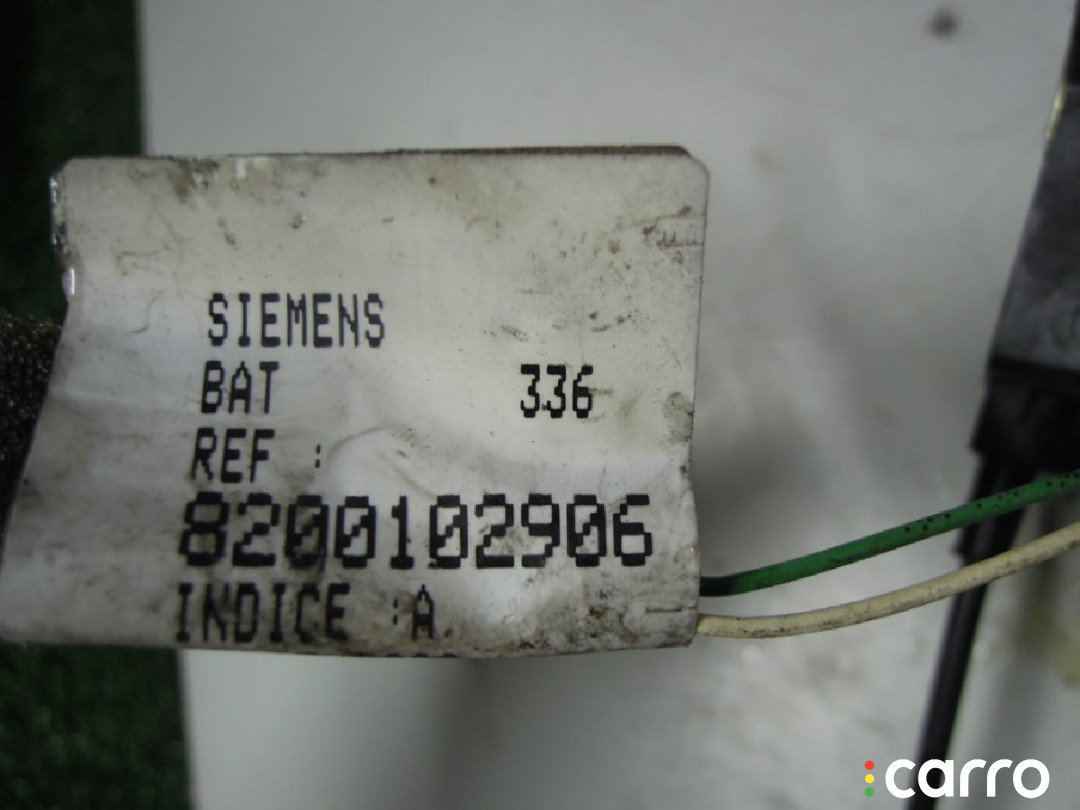 SIEMENS
BAT 336
REF :
8200102906
INDICE :A
carro